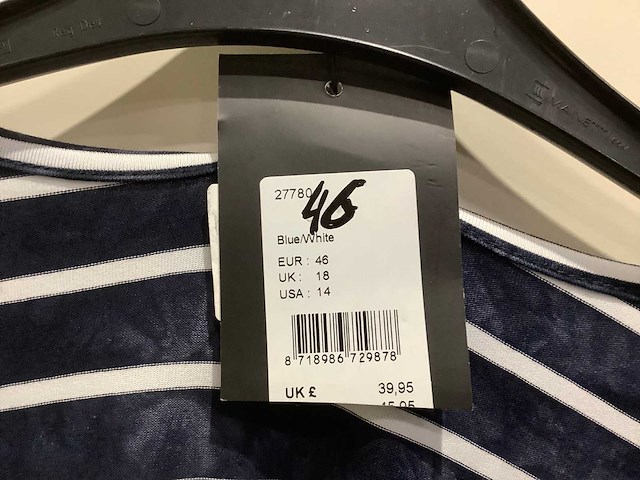 27780
46
Blue/White
EUR : 46
UK : 18
USA : 14
8 718986 729878
UK £ 39,95